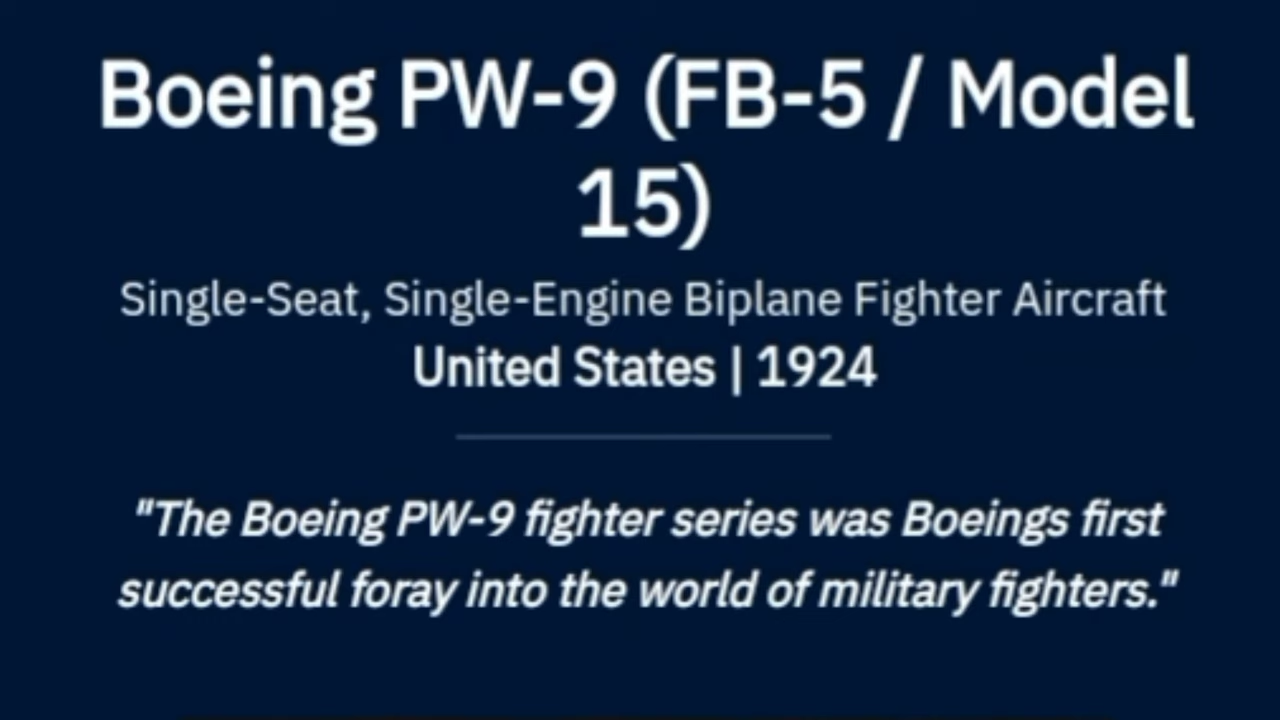 Boeing PW-9 (FB-5 / Model
15)
Single-Seat, Single-Engine Biplane Fighter Aircraft
United States | 1924
"The Boeing PW-9 fighter series was Boeings first
successful foray into the world of military fighters."